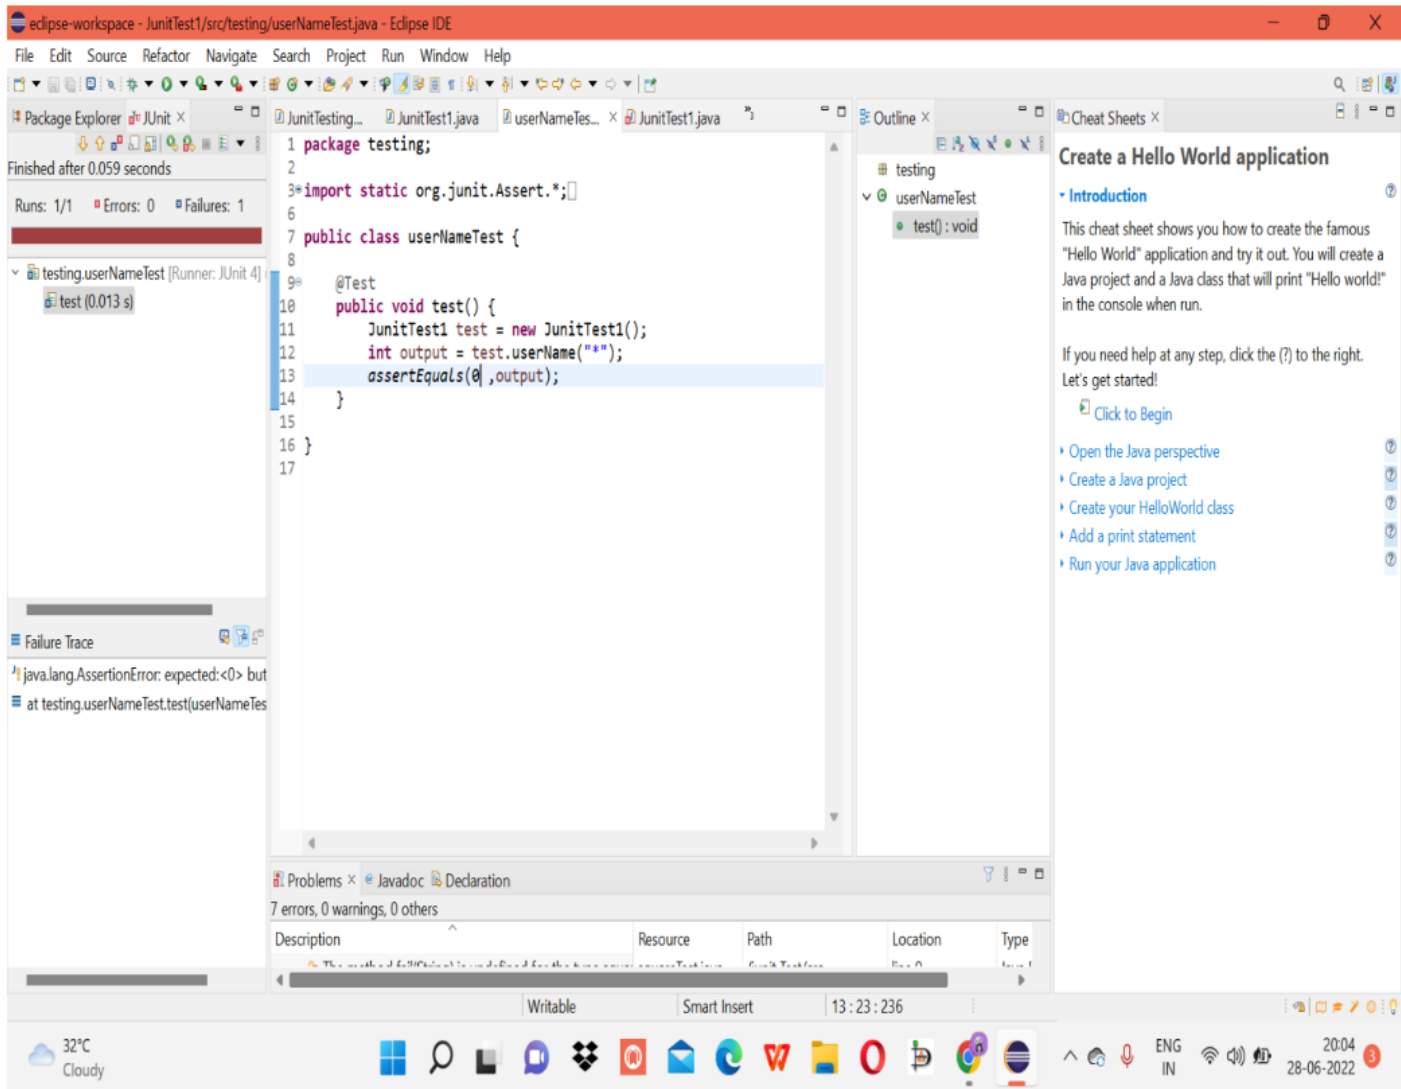 eclipse-workspace - JunitTest1/src/testing/userNameTest.java - Eclipse IDE
File Edit Source Refactor Navigate Search Project Run Window Help
Package Explorer JUnit
Finished after 0.059 seconds
Runs: 1/1 Errors: 0 Failures: 1
testing.userNameTest [Runner: JUnit 4]
test (0.013 s)
Failure Trace
java.lang.AssertionError: expected:<0> but
at testing.userNameTest.test(userNameTes
JunitTesting... JunitTest1.java userNameTes... JunitTest1.java
1 package testing;
2
3 import static org.junit.Assert.*;
6
7 public class userNameTest {
8
9 @Test
10 public void test() {
11 JunitTest1 test = new JunitTest1();
12 int output = test.userName("*");
13 assertEquals(0 ,output);
14 }
15
16 }
17
Outline
testing
userNameTest
test() : void
Cheat Sheets
Create a Hello World application
Introduction
This cheat sheet shows you how to create the famous
"Hello World" application and try it out. You will create a
Java project and a Java class that will print "Hello world!"
in the console when run.
If you need help at any step, click the (?) to the right.
Let's get started!
Click to Begin
Open the Java perspective
Create a Java project
Create your HelloWorld class
Add a print statement
Run your Java application
Problems Javadoc Declaration
7 errors, 0 warnings, 0 others
Description Resource Path Location Type
Writable Smart Insert 13 : 23 : 236
32°C
Cloudy
ENG
IN
20:04
28-06-2022
3